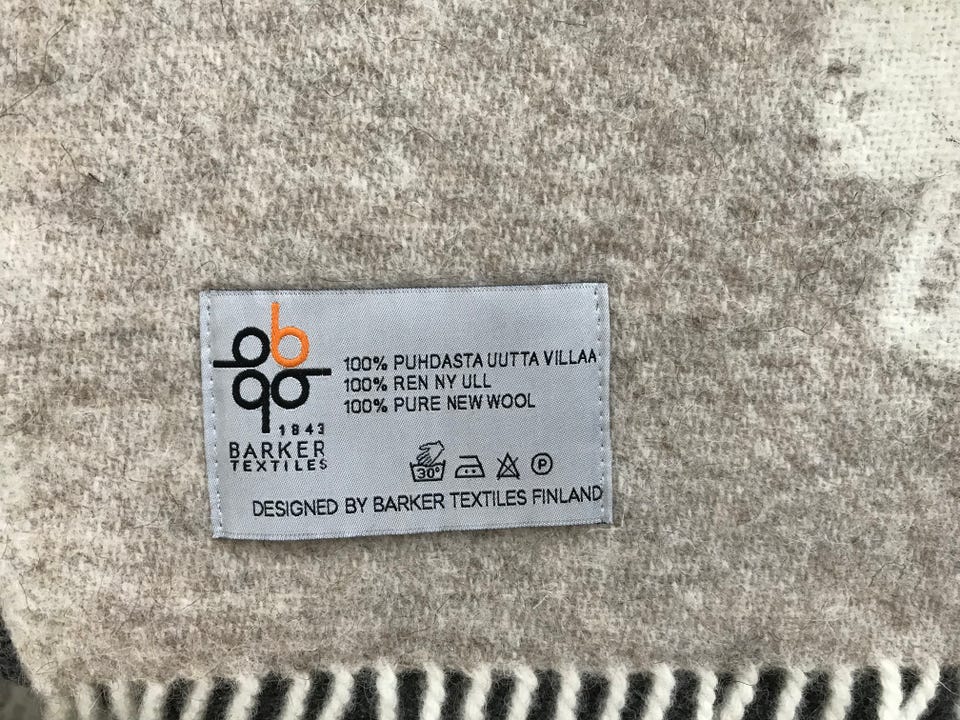 1843
BARKER
TEXTILES
100% PUHDASTA UUTTA VILLAA
100% REN NY ULL
100% PURE NEW WOOL
30°
P
DESIGNED BY BARKER TEXTILES FINLAND